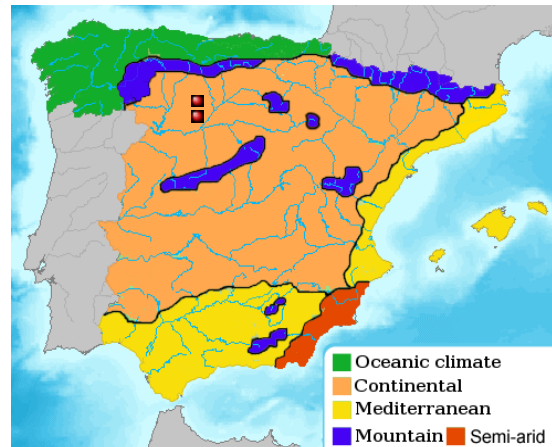 Oceanic climate
Continental
Mediterranean
Mountain Semi-arid